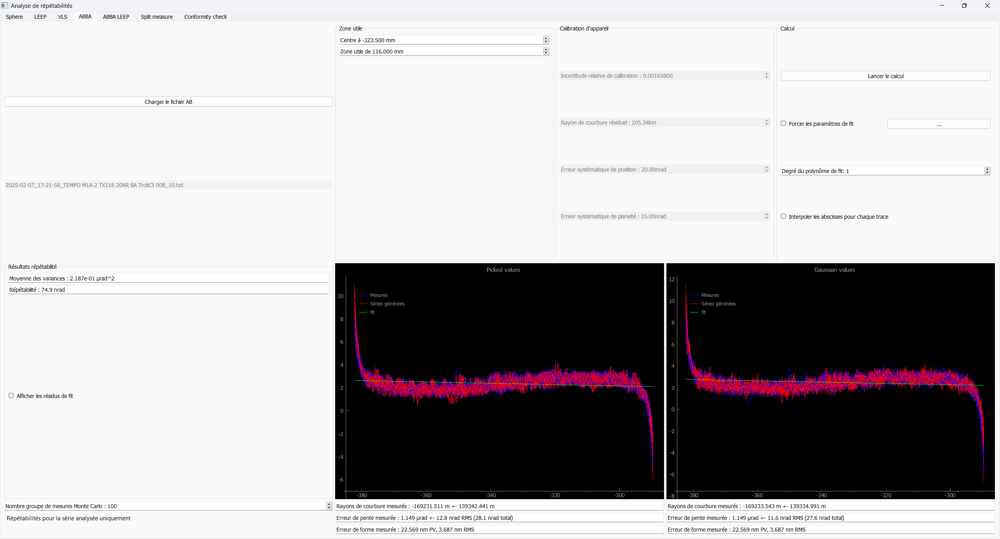 Analyse de répétabilités
Sphere LEEP VLS ABBA ABBA LEEP Split measure Conformity check
Charger le fichier AB
2025-02-07_17-21-56_TEMPO M1A-2 TX116 20AR BA TrckCt 008_10.txt
Zone utile
Centre à -323.500 mm
Zone utile de 116.000 mm
Calibration d'appareil
Incertitude relative de calibration : 0.00165800
Rayon de courbure résiduel : 205.34km
Erreur systématique de position : 20.00nrad
Erreur systématique de planeité : 15.00nrad
Calcul
Lancer le calcul
Forcer les paramètres de fit ...
Degré du polynôme de fit: 1
Interpoler les abscisses pour chaque trace
Résultats répétabilité
Moyenne des variances : 2.187e-01 µrad^2
Répétabilité : 74.9 nrad
Afficher les résidus de fit
Nombre groupe de mesures Monte Carlo : 100
Répétabilités pour la série analysée uniquement
Picked values
Mesures
Séries générées
fit
10
8
6
4
2
0
-2
-4
-6
-380 -360 -340 -320 -300
Rayons de courbure mesurés : -169231.511 m +- 139342.441 m
Erreur de pente mesurée : 1.149 µrad +- 12.8 nrad RMS (28.1 nrad total)
Erreur de forme mesurée : 22.569 nm PV, 3.687 nm RMS
Gaussian values
Mesures
Séries générées
fit
12
10
8
6
4
2
0
-2
-4
-6
-8
-380 -360 -340 -320 -300
Rayons de courbure mesurés : -169233.543 m +- 139334.991 m
Erreur de pente mesurée : 1.149 µrad +- 11.6 nrad RMS (27.6 nrad total)
Erreur de forme mesurée : 22.569 nm PV, 3.687 nm RMS